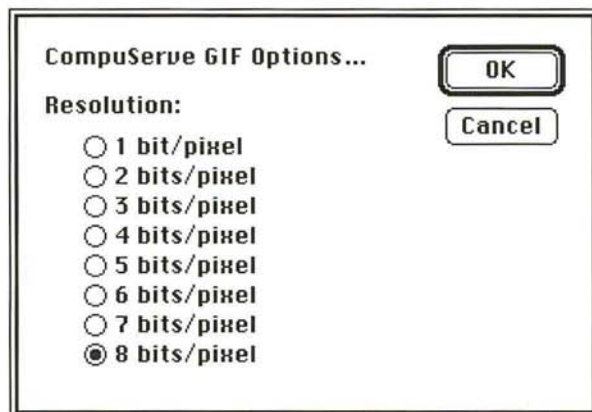 CompuServe GIF Options...
OK
Resolution:
Cancel
1 bit/pixel
2 bits/pixel
3 bits/pixel
4 bits/pixel
5 bits/pixel
6 bits/pixel
7 bits/pixel
8 bits/pixel